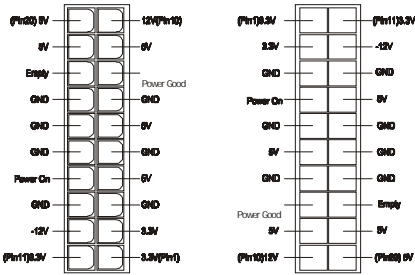 (Pin20) 5V 12V(Pin10)
5V 5V
Empty
Power Good
GND GND
GND 5V
GND GND
Power On 5V
GND GND
-12V 3.3V
(Pin11)3.3V 3.3V(Pin1)
(Pin1)3.3V (Pin11)3.3V
3.3V -12V
GND GND
Power On 5V
GND GND
5V GND
GND GND
Empty
Power Good
5V 5V
(Pin10)12V (Pin20) 5V